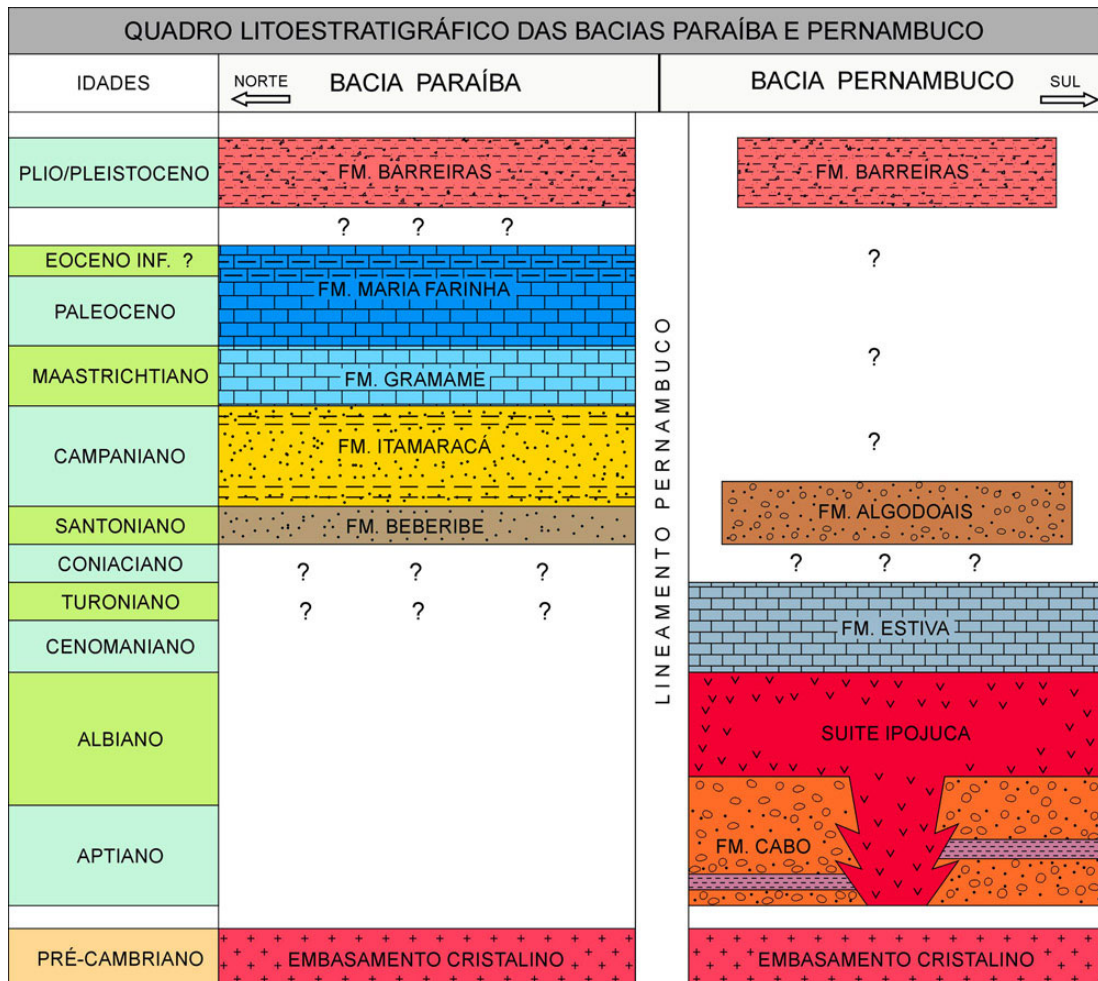 QUADRO LITOESTRATIGRÁFICO DAS BACIAS PARAÍBA E PERNAMBUCO
IDADES
NORTE
BACIA PARAÍBA
BACIA PERNAMBUCO
SUL
PLIO/PLEISTOCENO
FM. BARREIRAS
FM. BARREIRAS
? ? ?
EOCENO INF. ?
?
FM. MARIA FARINHA
PALEOCENO
MAASTRICHTIANO
FM. GRAMAME
?
CAMPANIANO
FM. ITAMARACÁ
?
SANTONIANO
FM. BEBERIBE
FM. ALGODOAIS
CONIACIANO
? ? ?
? ? ?
TURONIANO
? ? ?
CENOMANIANO
FM. ESTIVA
LINEAMENTO PERNAMBUCO
ALBIANO
SUITE IPOJUCA
APTIANO
FM. CABO
PRÉ-CAMBRIANO
EMBASAMENTO CRISTALINO
EMBASAMENTO CRISTALINO